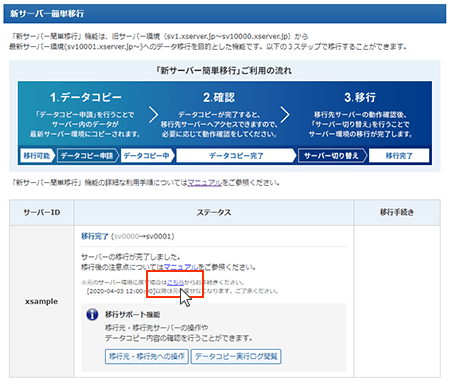 新サーバー簡単移行
「新サーバー簡単移行」機能は、旧サーバー環境（sv1.xserver.jp～sv10000.xserver.jp）から
最新サーバー環境(sv10001.xserver.jp～)へのデータ移行を目的とした機能です。以下の３ステップで移行することができます。
「新サーバー簡単移行」ご利用の流れ
1.データコピー
「データコピー申請」を行うことで
サーバー内のデータが
最新サーバー環境にコピーされます。
2.確認
データコピーが完了すると、
移行先サーバーへアクセスできますので、
必要に応じて動作確認をしてください。
3.移行
移行先サーバーの動作確認後、
「サーバー切り替え」を行うことで
サーバー環境の移行が完了します。
移行可能 データコピー申請 データコピー中 データコピー完了 サーバー切り替え 移行完了
「新サーバー簡単移行」機能の詳細な利用手順についてはマニュアルをご参照ください。
サーバーID ステータス 移行手続き
xsample
移行完了 (sv0000→sv0001)
サーバーの移行が完了しました。
移行後の注意点についてはマニュアルをご参照ください。
※元のサーバー環境に戻す場合はこちらからお手続きください。
[2020-04-03 12:00:00]以降は元に戻せなくなります。ご了承ください。
移行サポート機能
移行元・移行先サーバーの操作や
データコピー内容の確認を行うことができます。
移行元・移行先への操作 データコピー実行ログ閲覧